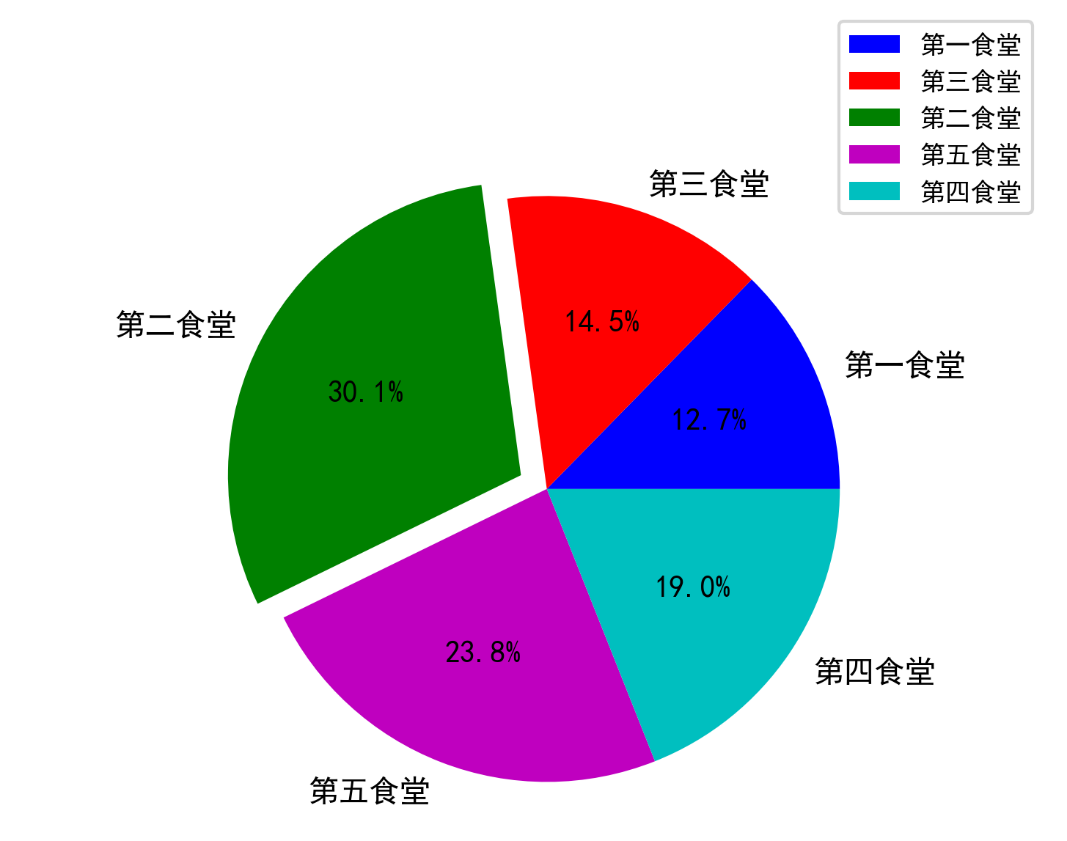 第一食堂
第三食堂
第二食堂
第五食堂
第四食堂
第三食堂
14.5%
第二食堂
30.1%
第一食堂
12.7%
19.0%
23.8%
第四食堂
第五食堂